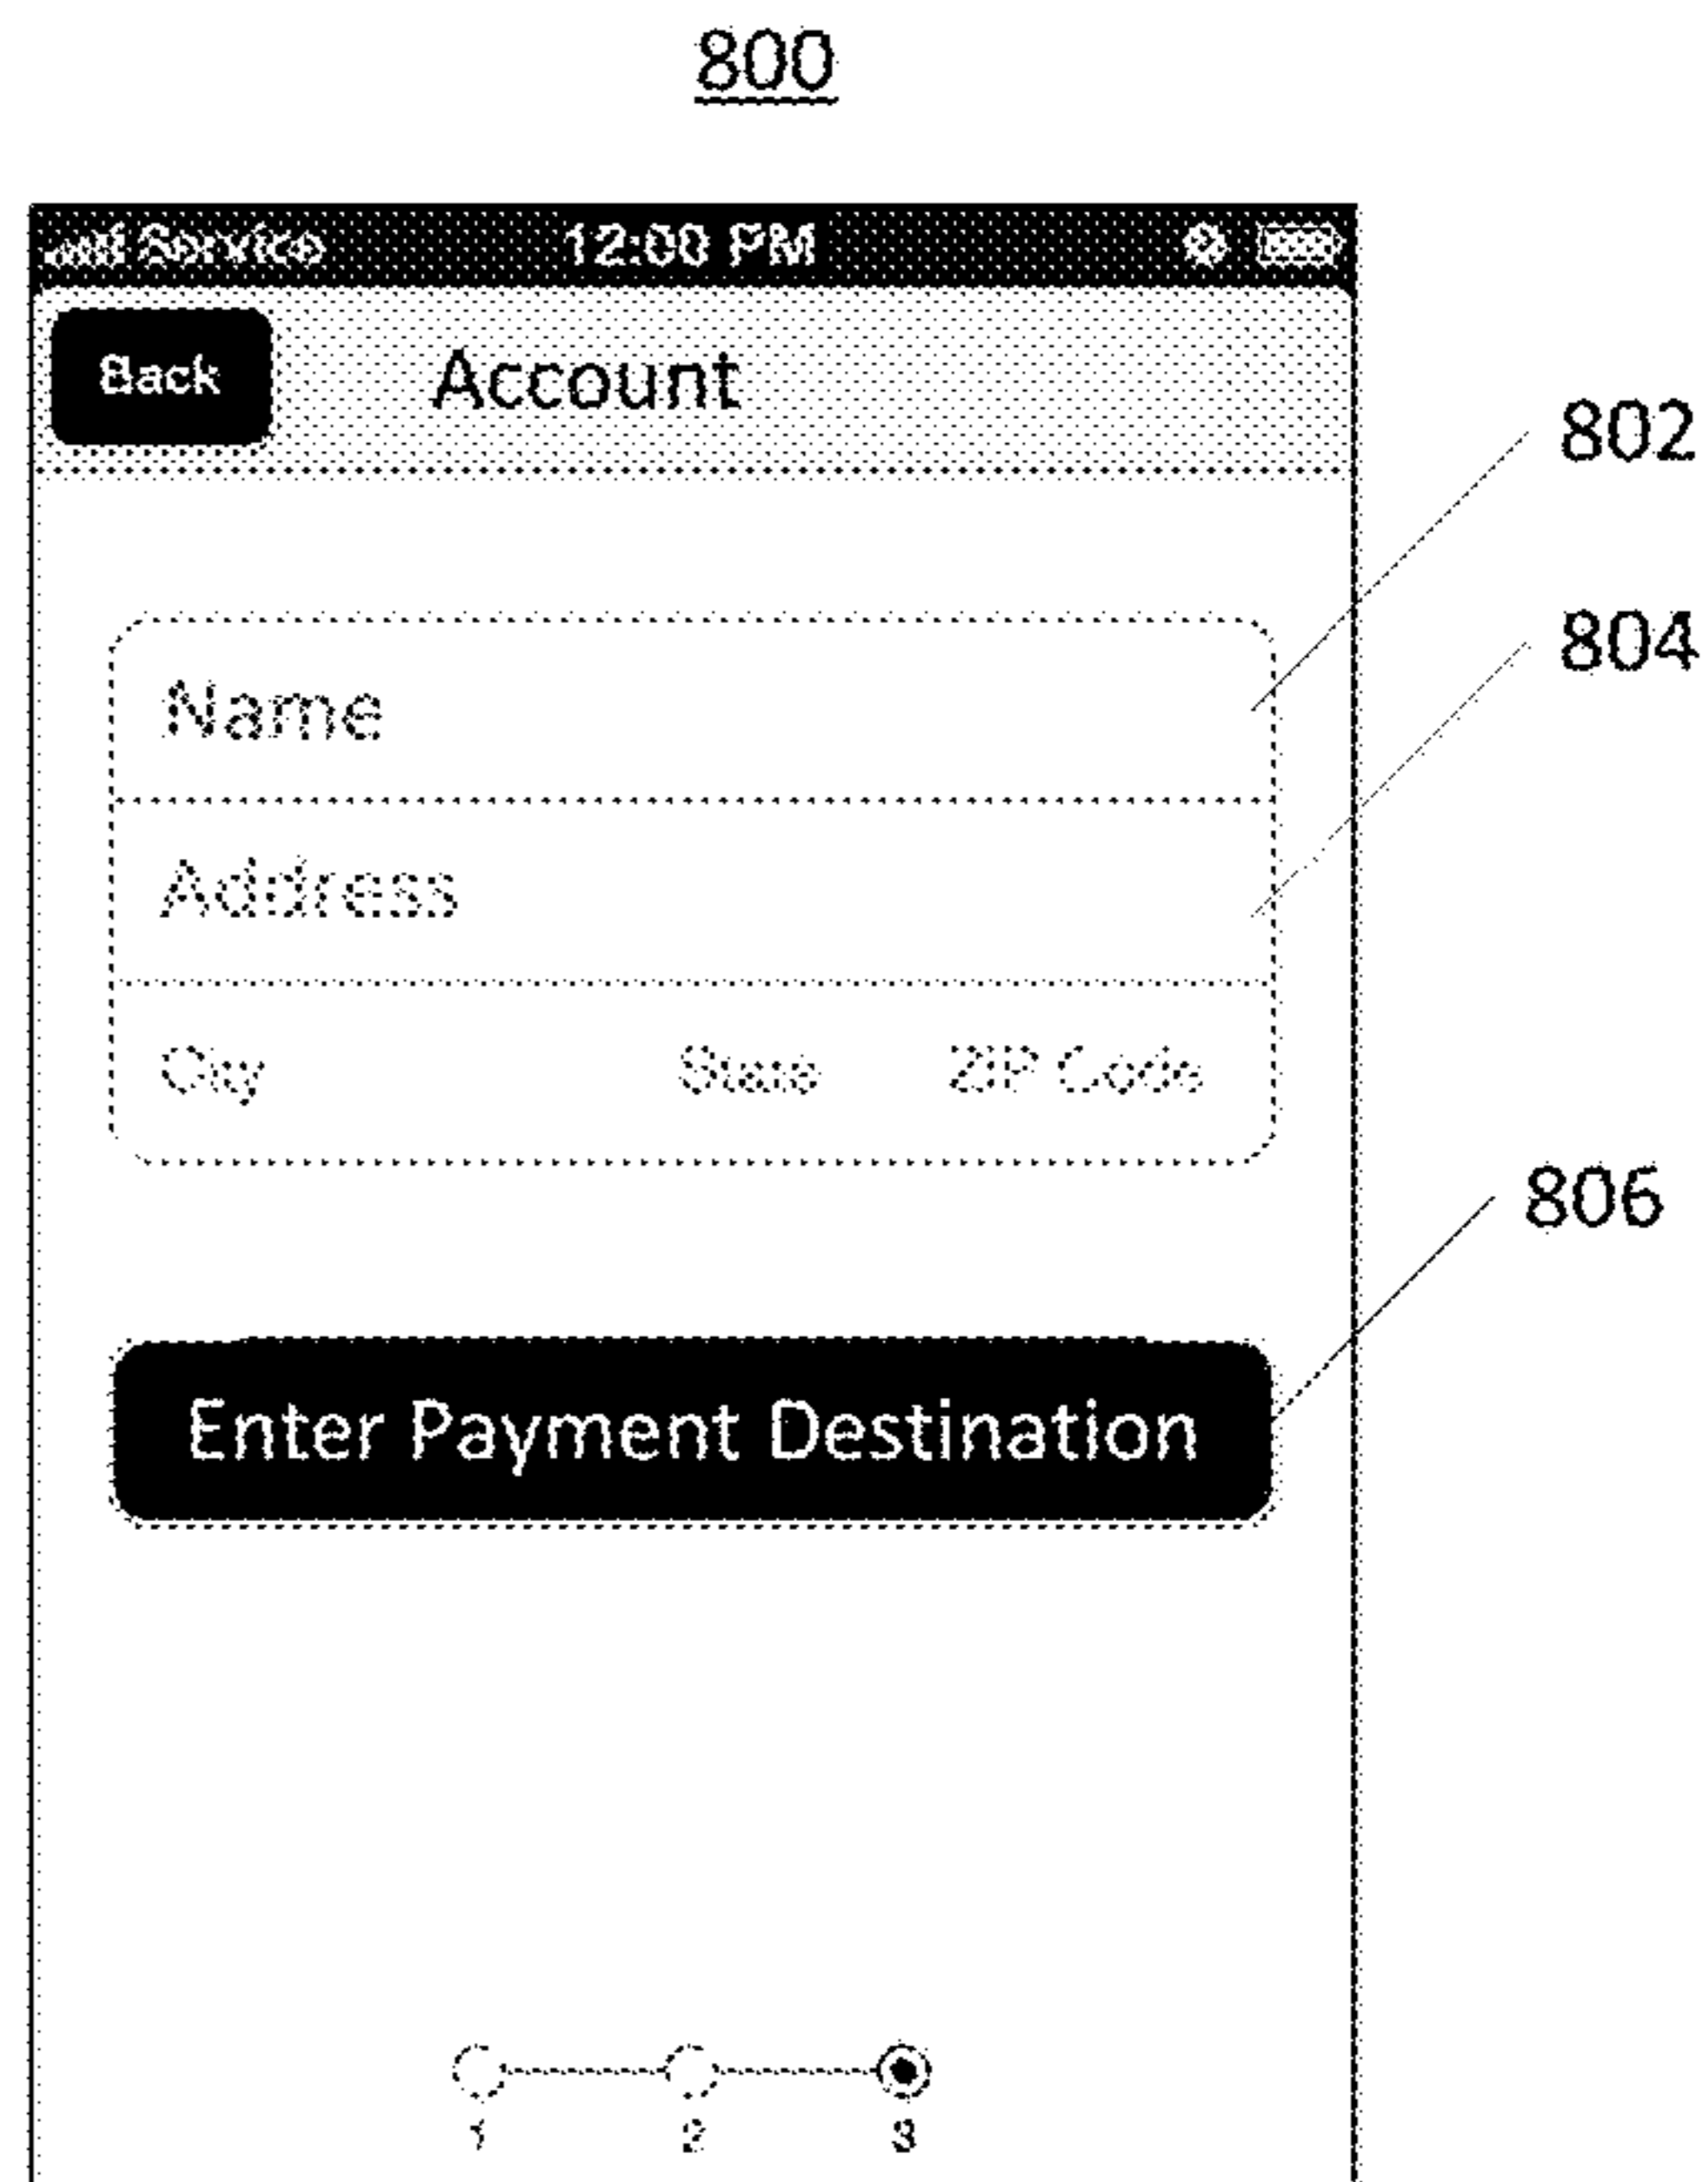 800
Service 12:00 PM
Back Account
802
804
Name
Address
City State ZIP Code
806
Enter Payment Destination
1 2 3